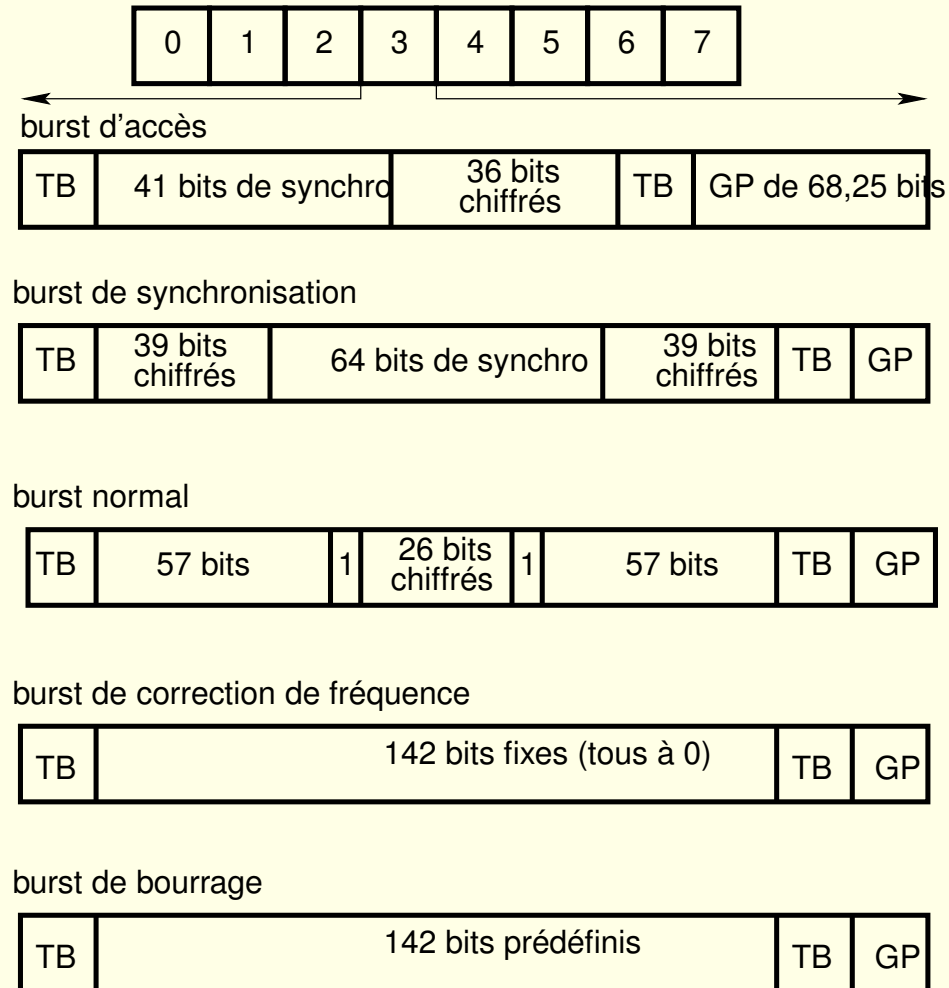 0 1 2 3 4 5 6 7
burst d'accès
TB 41 bits de synchro 36 bits chiffrés TB GP de 68,25 bits
burst de synchronisation
TB 39 bits chiffrés 64 bits de synchro 39 bits chiffrés TB GP
burst normal
TB 57 bits 1 26 bits chiffrés 1 57 bits TB GP
burst de correction de fréquence
TB 142 bits fixes (tous à 0) TB GP
burst de bourrage
TB 142 bits prédéfinis TB GP